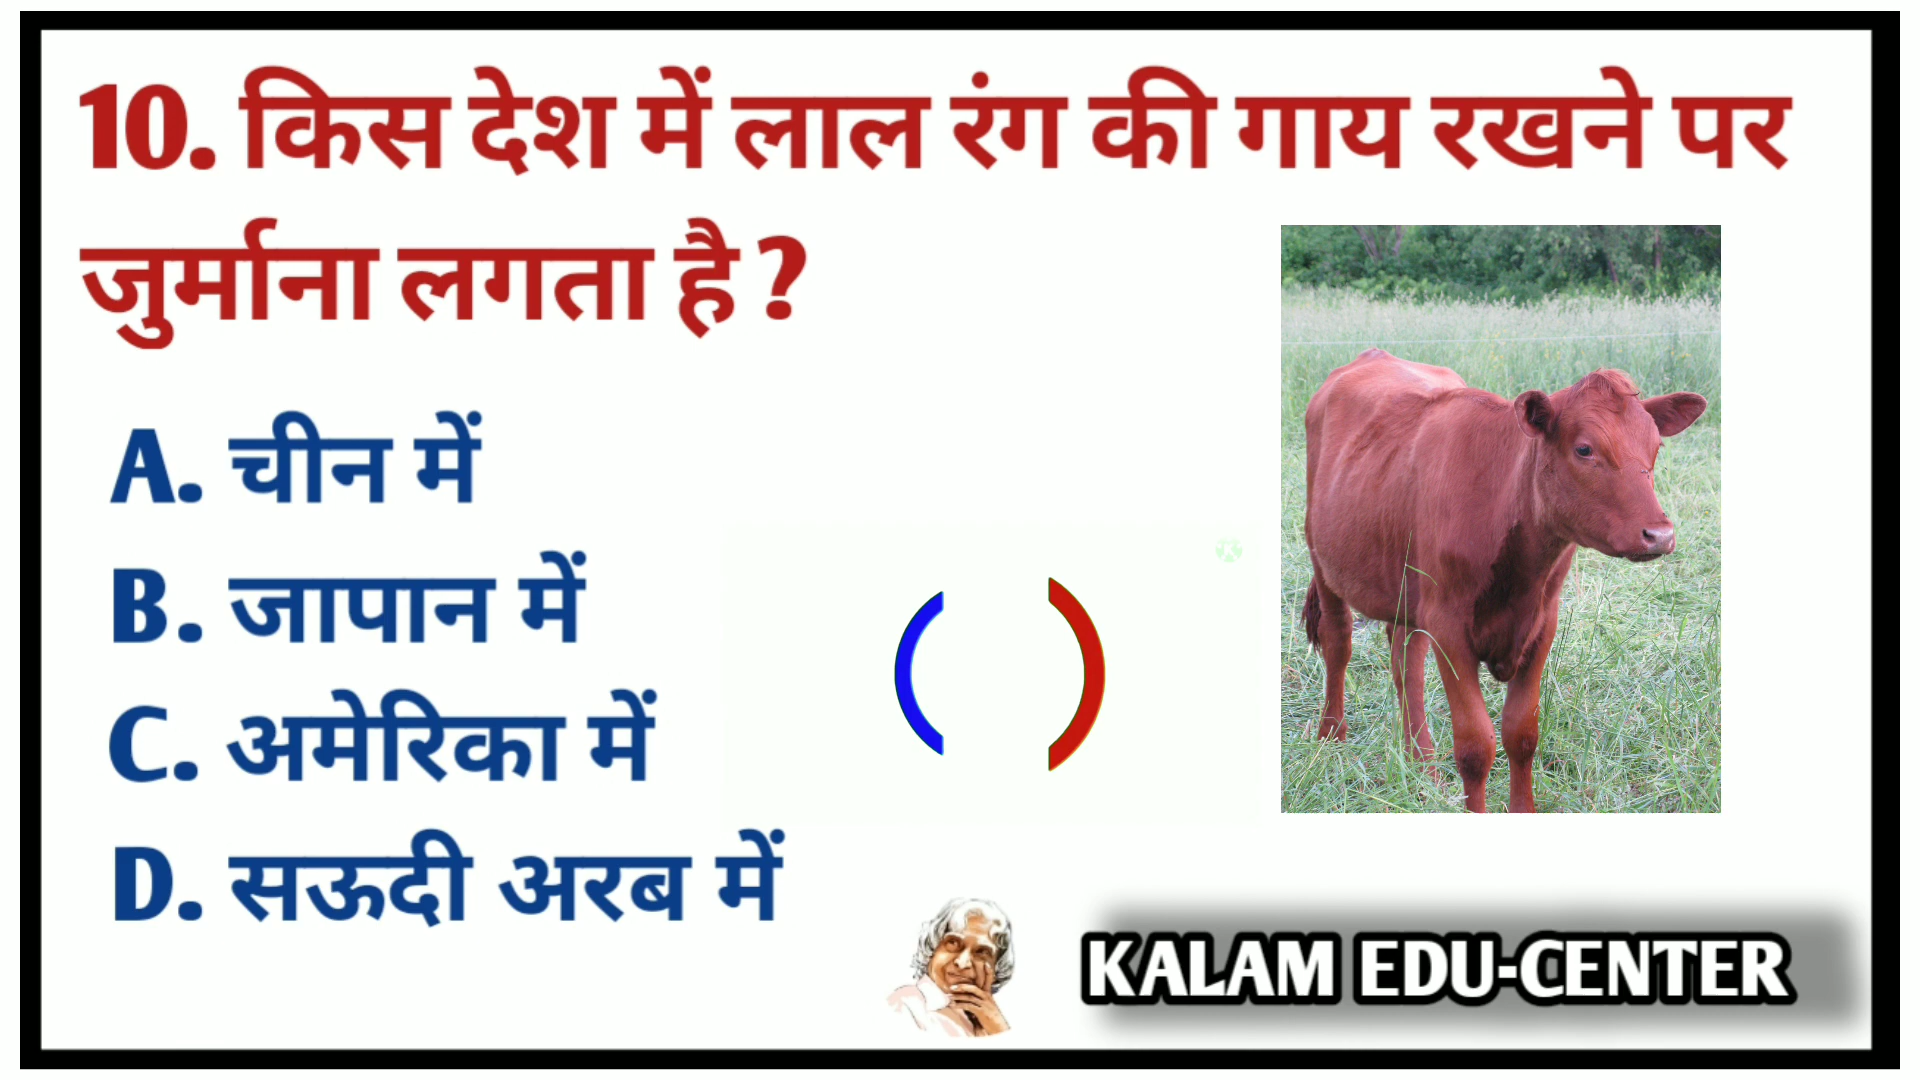 10. किस देश में लाल रंग की गाय रखने पर
जुर्माना लगता है ?
A. चीन में
B. जापान में
C. अमेरिका में
D. सऊदी अरब में
KALAM EDU-CENTER